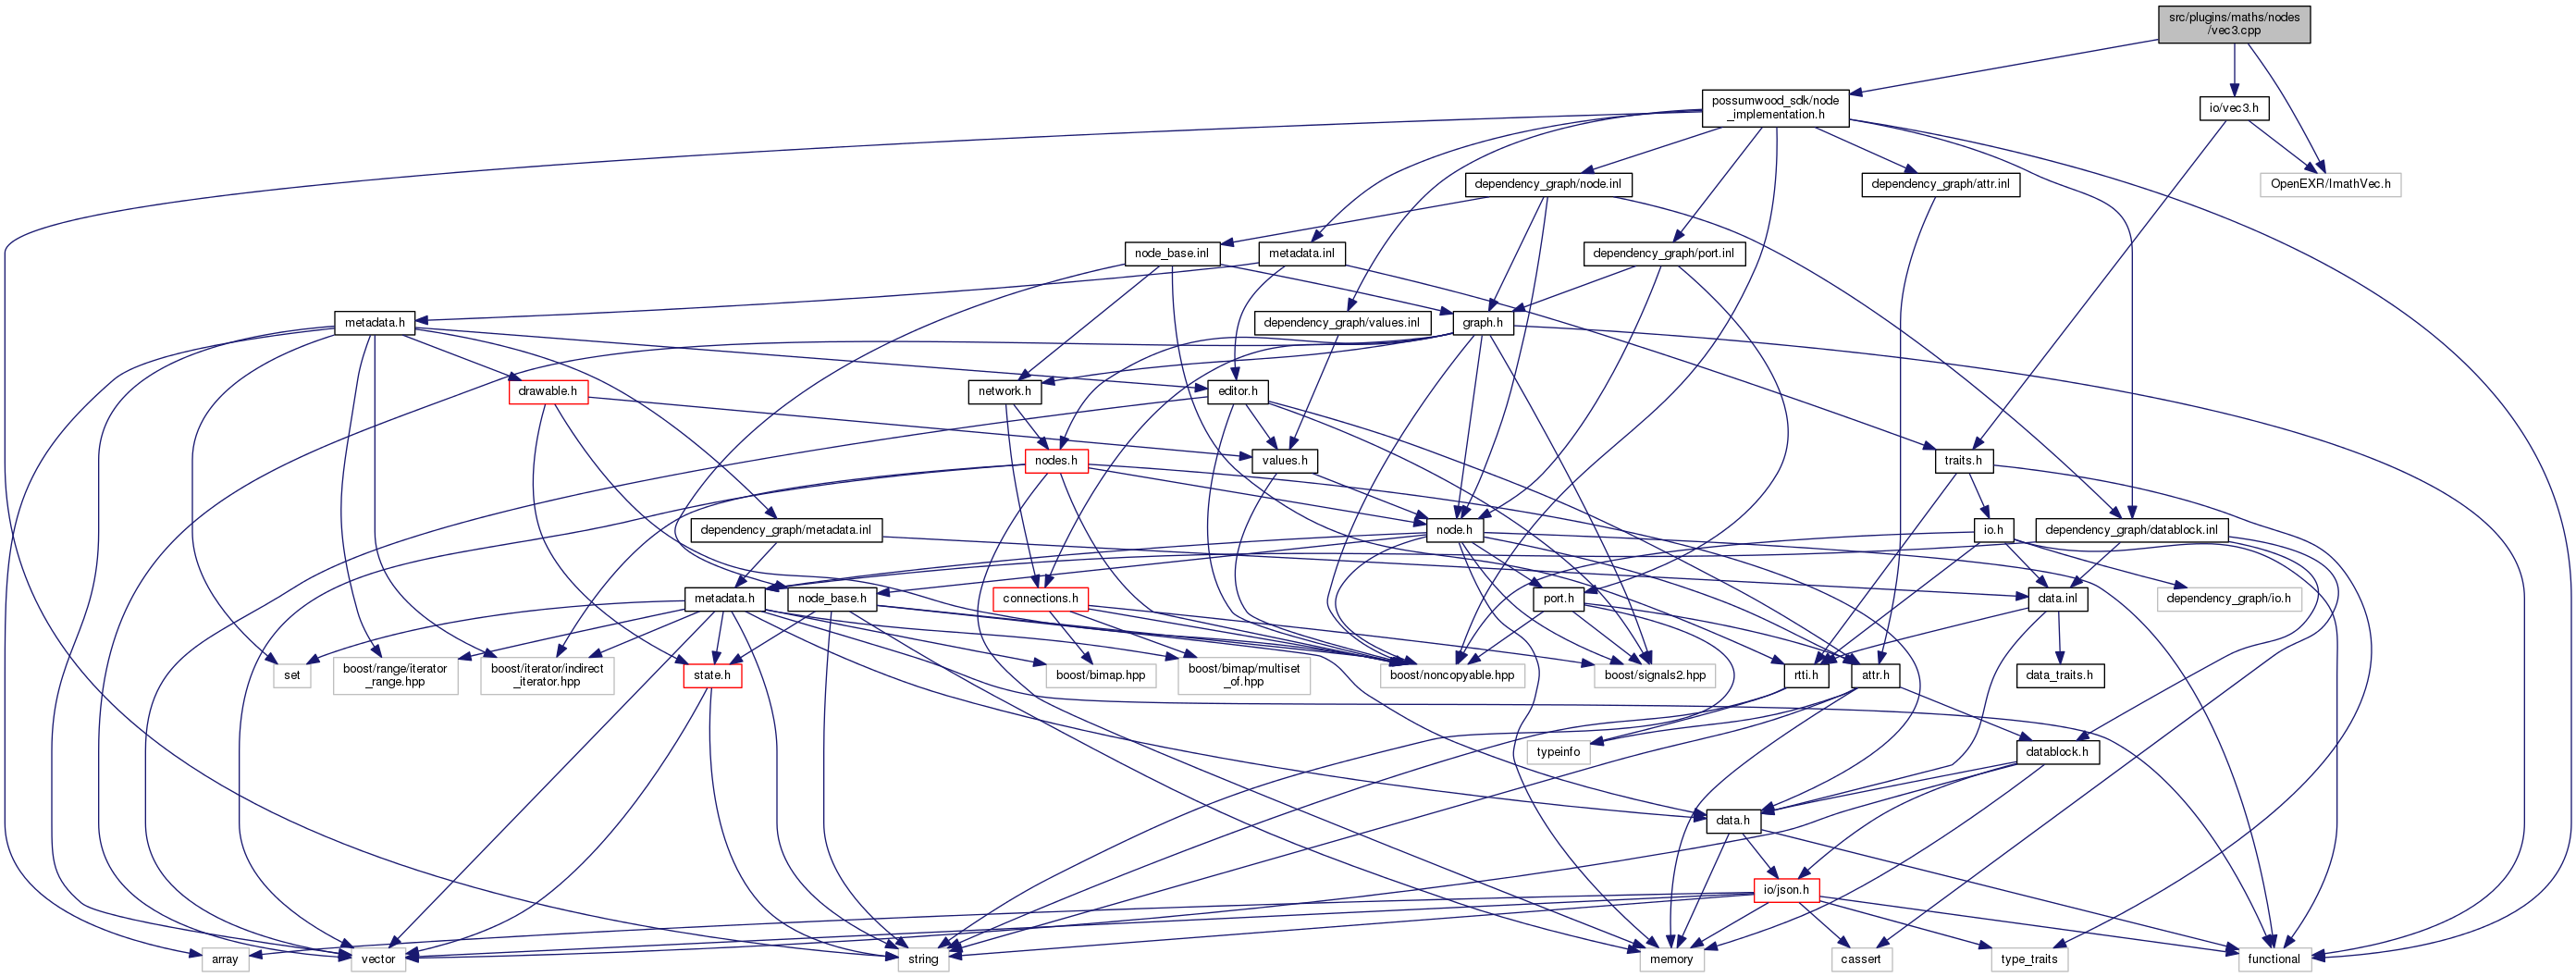 src/plugins/maths/nodes
/vec3.cpp
possumwood_sdk/node
_implementation.h
io/vec3.h
dependency_graph/node.inl
dependency_graph/attr.inl
OpenEXR/ImathVec.h
node_base.inl
metadata.inl
dependency_graph/port.inl
metadata.h
dependency_graph/values.inl
graph.h
drawable.h
network.h
editor.h
nodes.h
values.h
traits.h
dependency_graph/metadata.inl
node.h
io.h
dependency_graph/datablock.inl
metadata.h
node_base.h
connections.h
port.h
data.inl
dependency_graph/io.h
set
boost/range/iterator
_range.hpp
boost/iterator/indirect
_iterator.hpp
state.h
boost/bimap.hpp
boost/bimap/multiset
_of.hpp
boost/noncopyable.hpp
boost/signals2.hpp
rtti.h
attr.h
data_traits.h
typeinfo
datablock.h
data.h
io/json.h
array
vector
string
memory
cassert
type_traits
functional